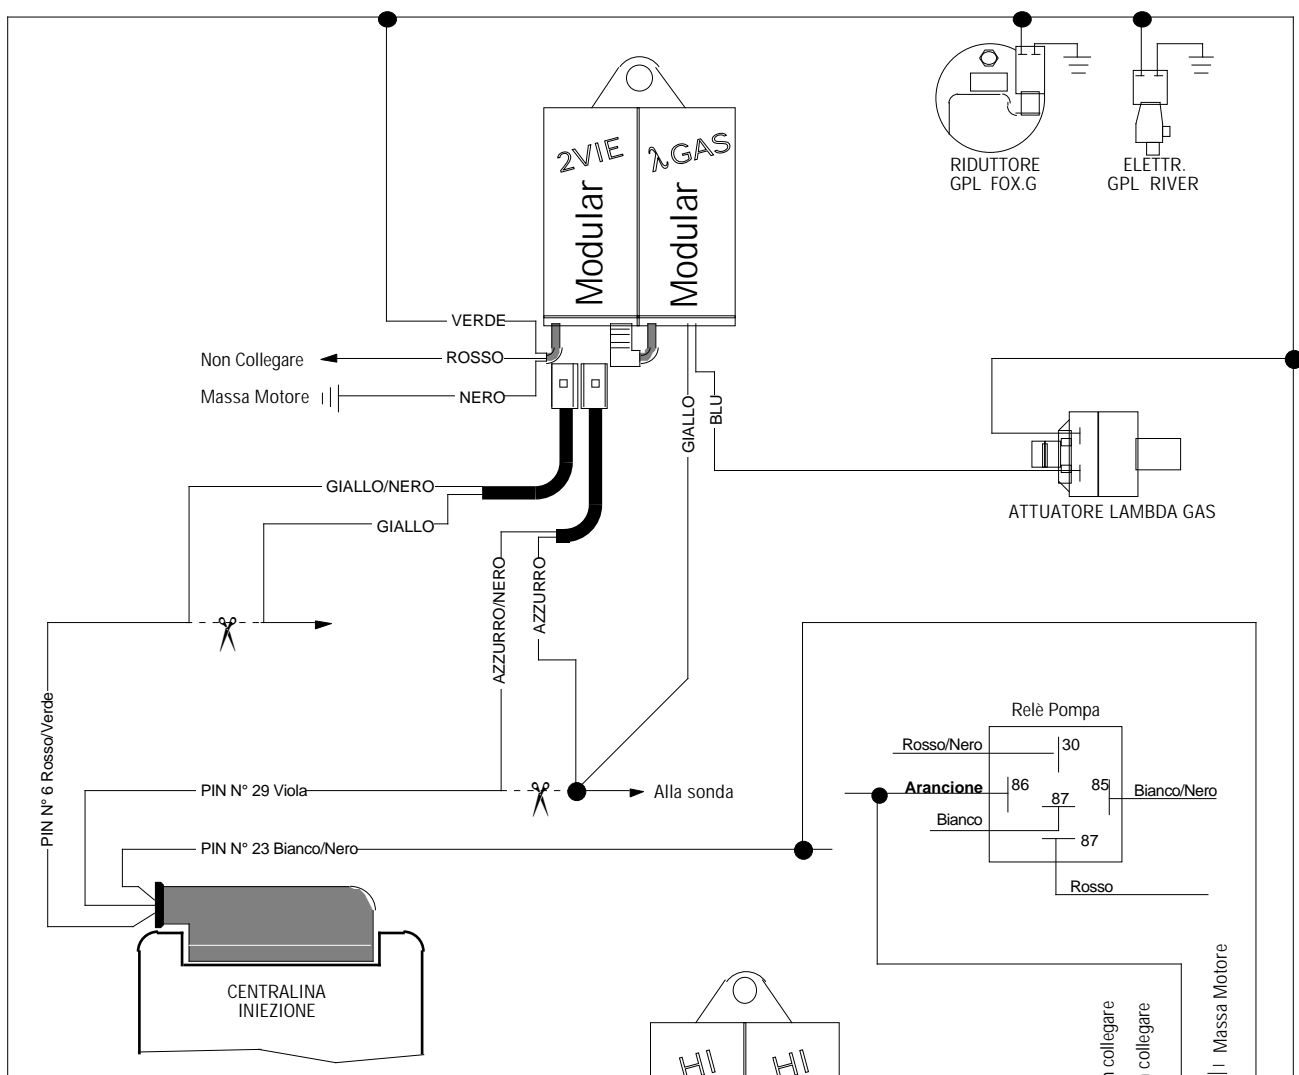 2VIE
λGAS
Modular
Modular
RIDUTTORE
GPL FOX.G
ELETTR.
GPL RIVER
VERDE
Non Collegare
ROSSO
Massa Motore
NERO
GIALLO
BLU
GIALLO/NERO
GIALLO
ATTUATORE LAMBDA GAS
AZZURRO/NERO
AZZURRO
PIN N° 6 Rosso/Verde
Relè Pompa
Rosso/Nero
30
Arancione
86
85
87
Bianco/Nero
Bianco
87
Rosso
PIN N° 29 Viola
Alla sonda
PIN N° 23 Bianco/Nero
CENTRALINA
INIEZIONE
HI
HI
collegare
collegare
Massa Motore